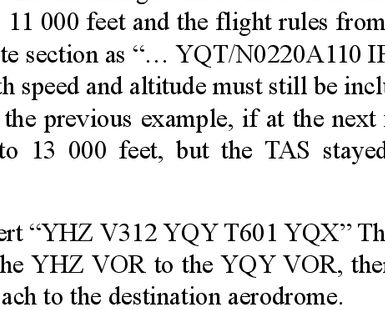 11 000 feet and the flight rules from
te section as “… YQT/N0220A110 IF
th speed and altitude must still be inclu
the previous example, if at the next
to 13 000 feet, but the TAS stayed
ert “YHZ V312 YQY T601 YQX” Th
he YHZ VOR to the YQY VOR, then
ach to the destination aerodrome.